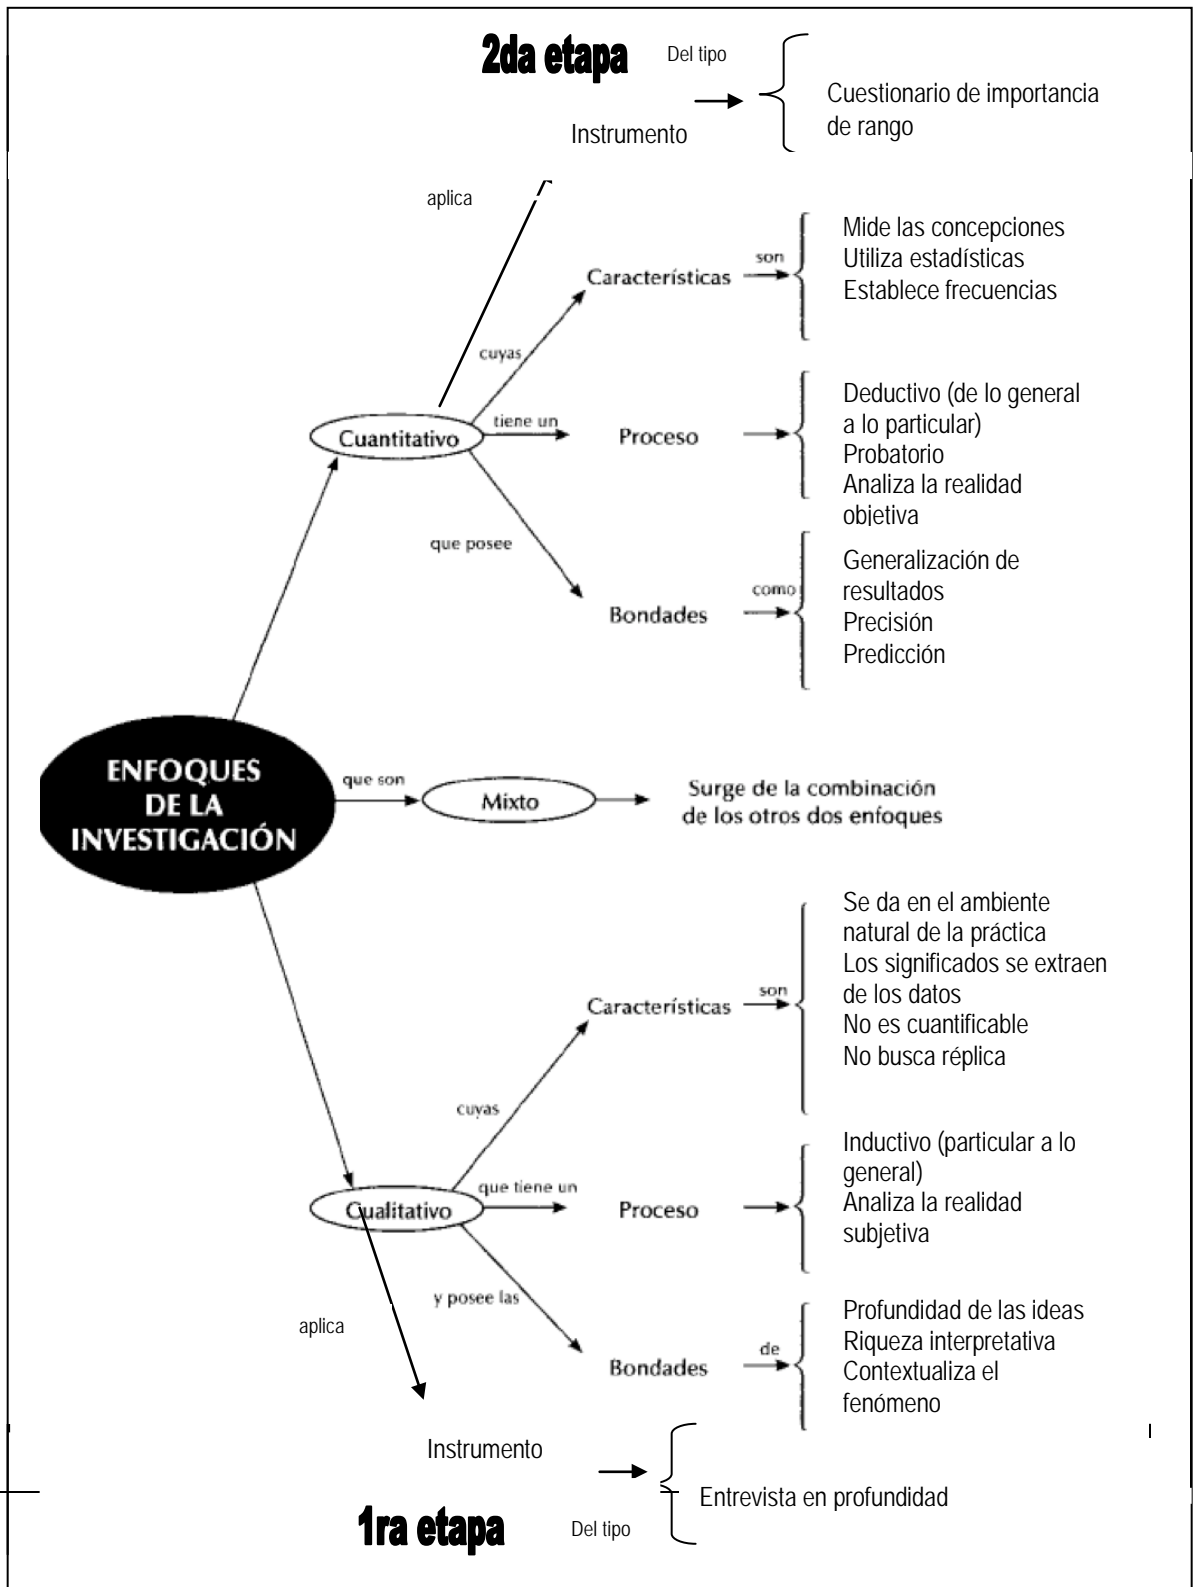 2da etapa
Del tipo
Cuestionario de importancia
de rango
Instrumento
aplica
Características
son
Mide las concepciones
Utiliza estadísticas
Establece frecuencias
cuyas
Cuantitativo
tiene un
Proceso
Deductivo (de lo general
a lo particular)
Probatorio
Analiza la realidad
objetiva
que posee
Bondades
como
Generalización de
resultados
Precisión
Predicción
ENFOQUES
DE LA
INVESTIGACIÓN
que son
Mixto
Surge de la combinación
de los otros dos enfoques
Características
son
Se da en el ambiente
natural de la práctica
Los significados se extraen
de los datos
No es cuantificable
No busca réplica
cuyas
Cualitativo
que tiene un
Proceso
Inductivo (particular a lo
general)
Analiza la realidad
subjetiva
y posee las
Bondades
de
Profundidad de las ideas
Riqueza interpretativa
Contextualiza el
fenómeno
aplica
Instrumento
Entrevista en profundidad
1ra etapa
Del tipo